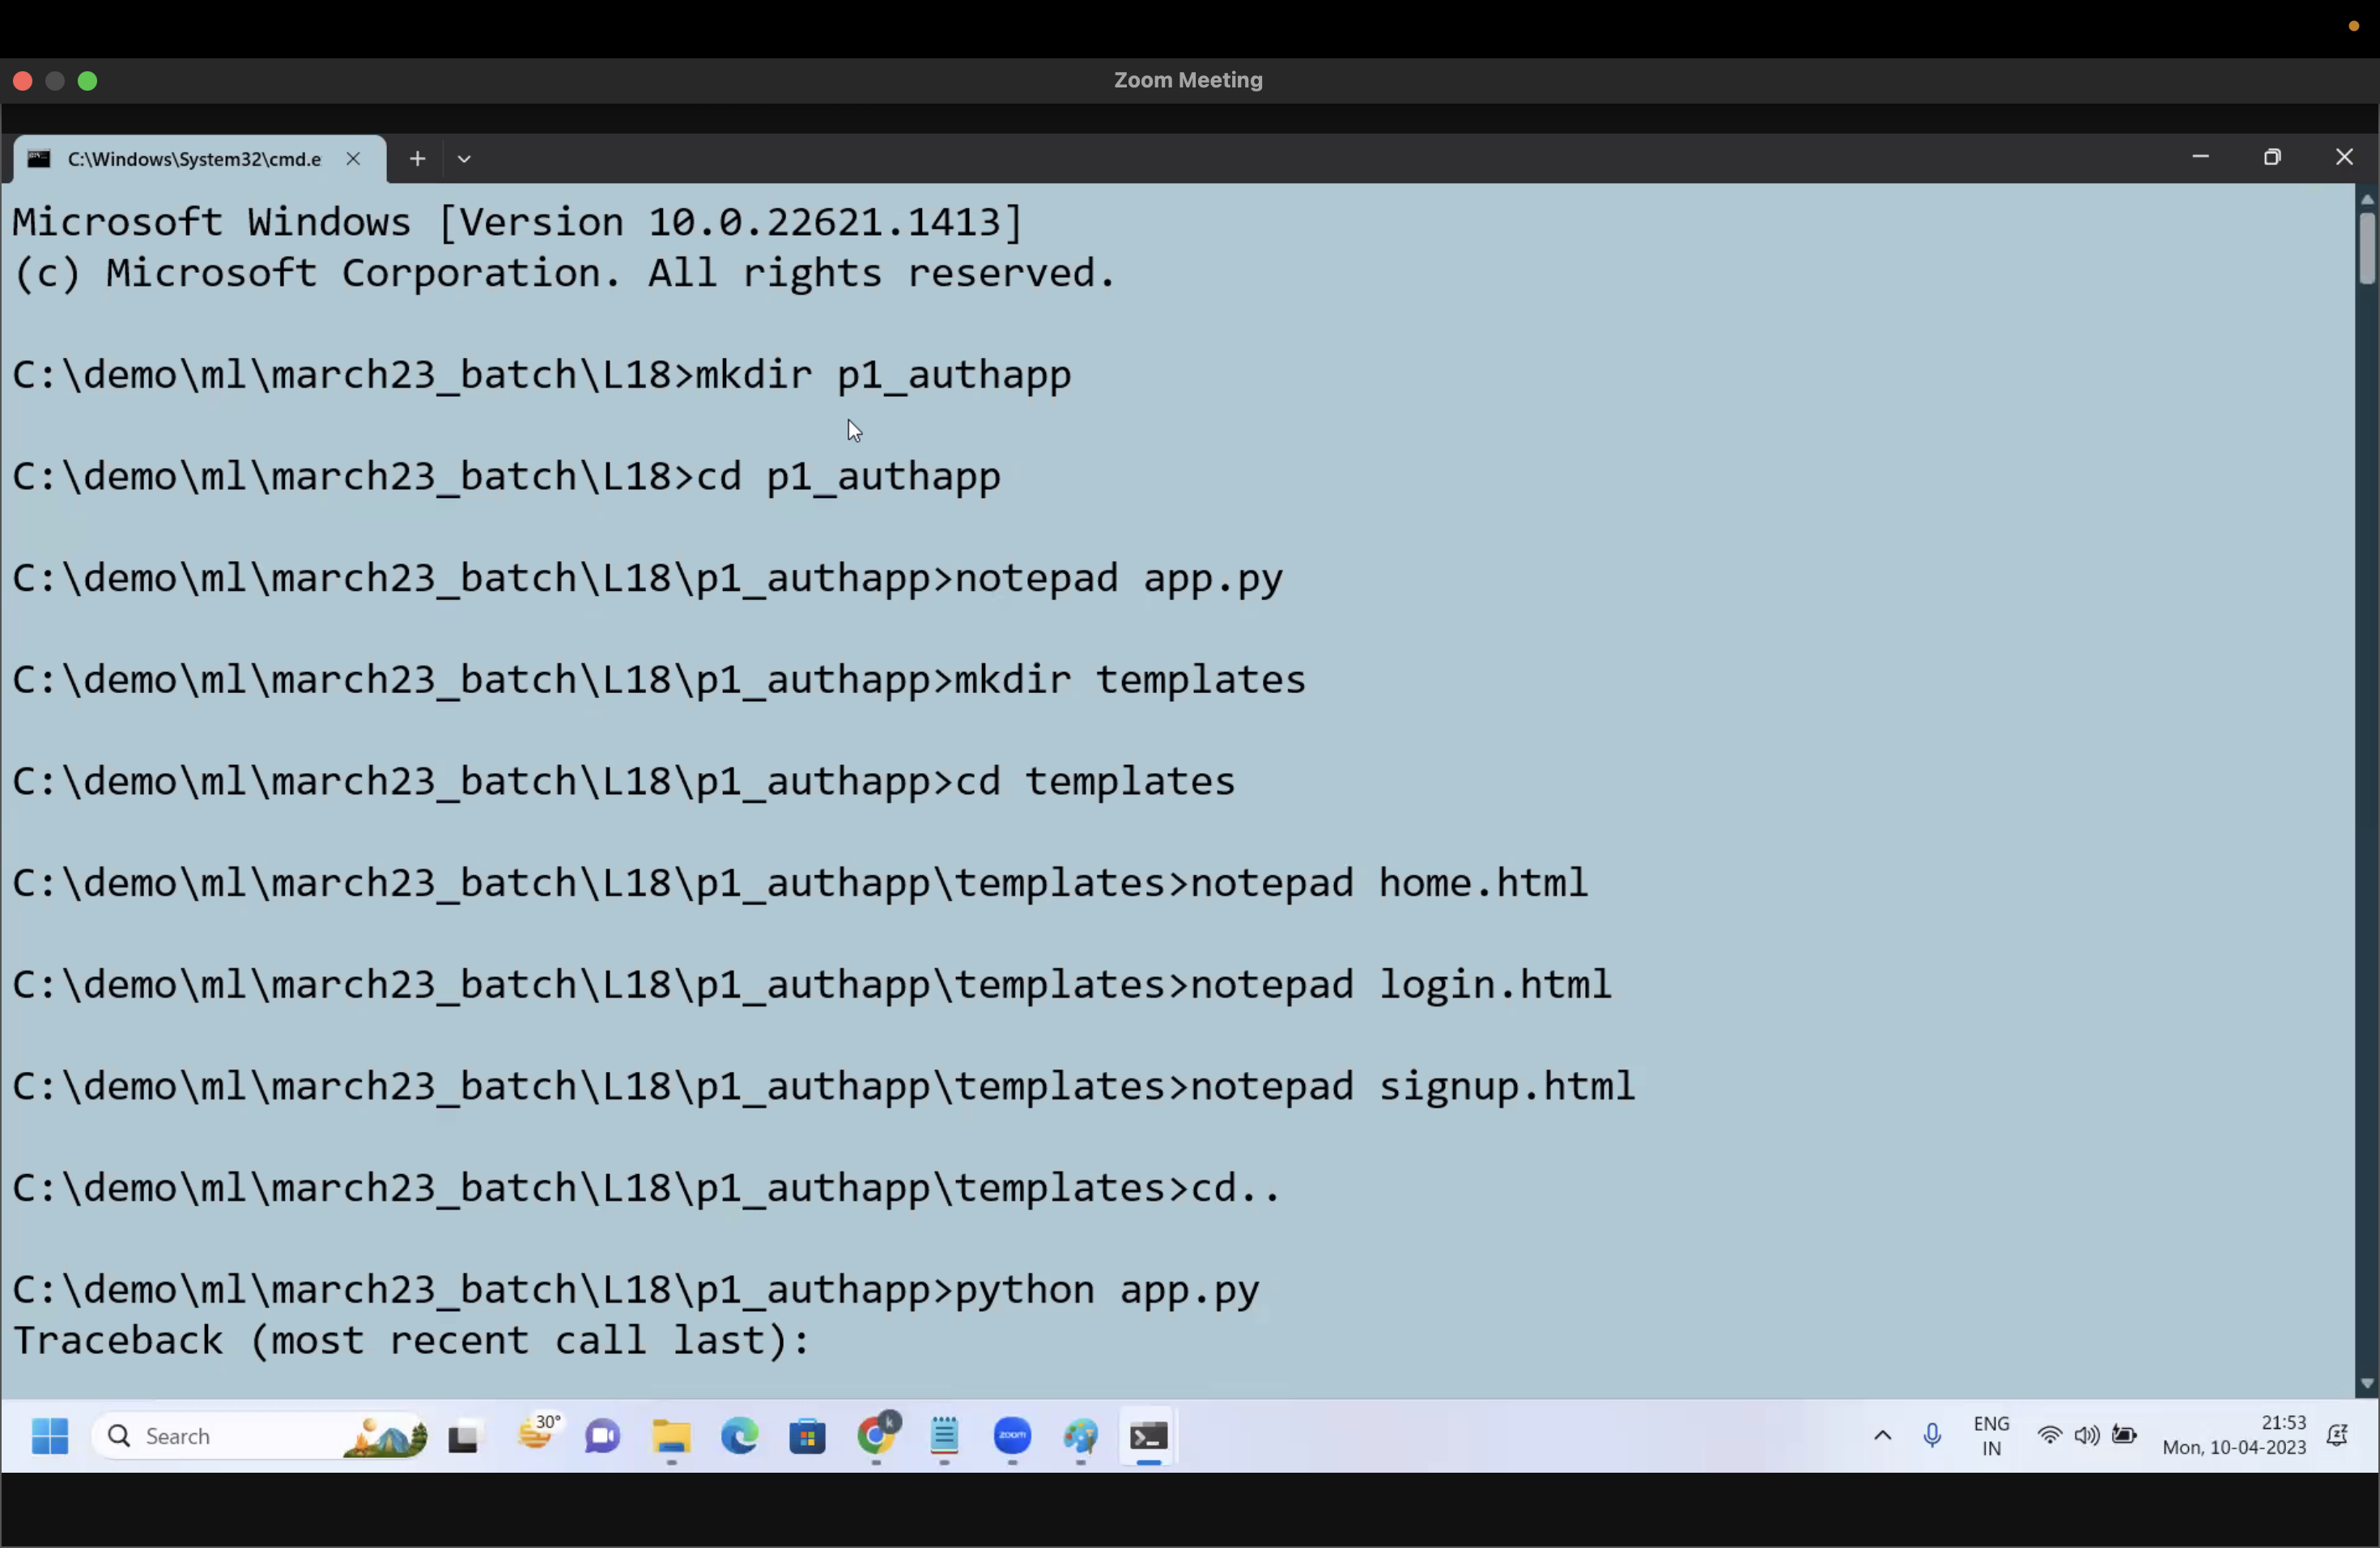 Zoom Meeting
C:\Windows\System32\cmd.e
Microsoft Windows [Version 10.0.22621.1413]
(c) Microsoft Corporation. All rights reserved.
C:\demo\ml\march23_batch\L18>mkdir p1_authapp
C:\demo\ml\march23_batch\L18>cd p1_authapp
C:\demo\ml\march23_batch\L18\p1_authapp>notepad app.py
C:\demo\ml\march23_batch\L18\p1_authapp>mkdir templates
C:\demo\ml\march23_batch\L18\p1_authapp>cd templates
C:\demo\ml\march23_batch\L18\p1_authapp\templates>notepad home.html
C:\demo\ml\march23_batch\L18\p1_authapp\templates>notepad login.html
C:\demo\ml\march23_batch\L18\p1_authapp\templates>notepad signup.html
C:\demo\ml\march23_batch\L18\p1_authapp\templates>cd..
C:\demo\ml\march23_batch\L18\p1_authapp>python app.py
Traceback (most recent call last):
Search
30°
k
zoom
ENG
IN
21:53
Mon, 10-04-2023